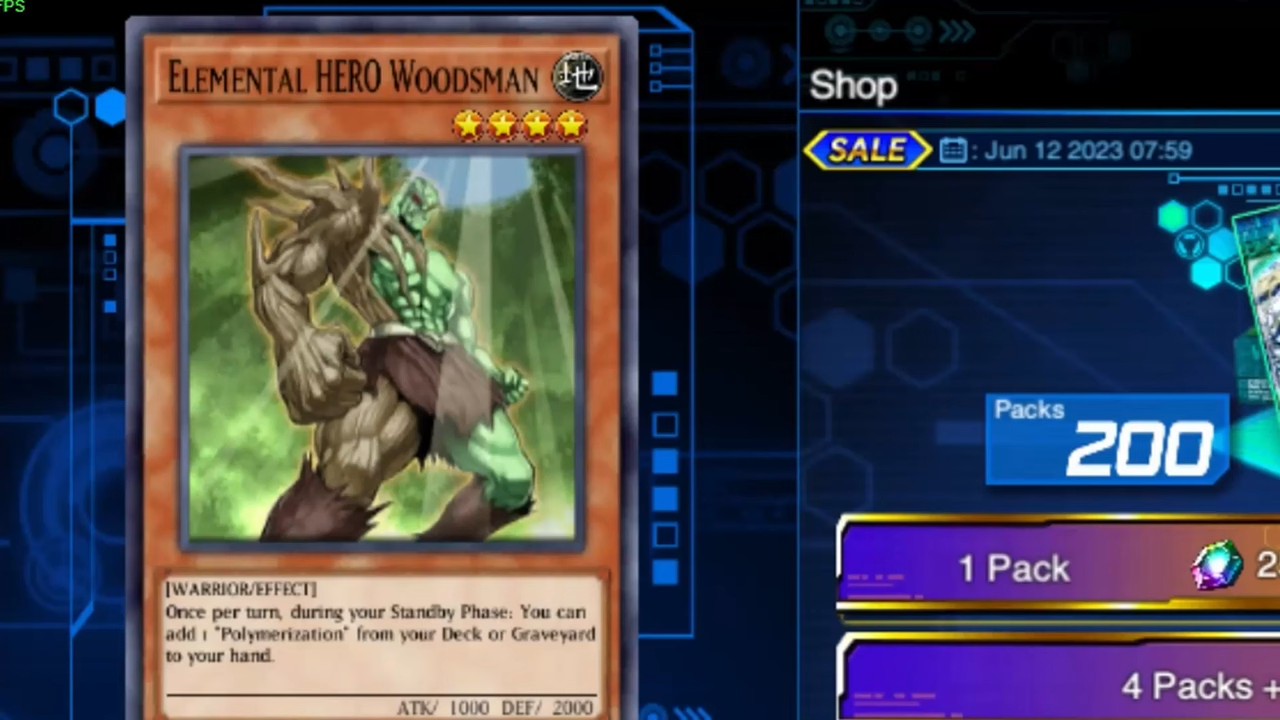 FPS
ELEMENTAL HERO WOODSMAN
地
[WARRIOR/EFFECT]
Once per turn, during your Standby Phase: You can
add 1 "Polymerization" from your Deck or Graveyard
to your hand.
ATK/ 1000 DEF/ 2000
Shop
SALE
: Jun 12 2023 07:59
Packs
200
1 Pack
4 Packs +